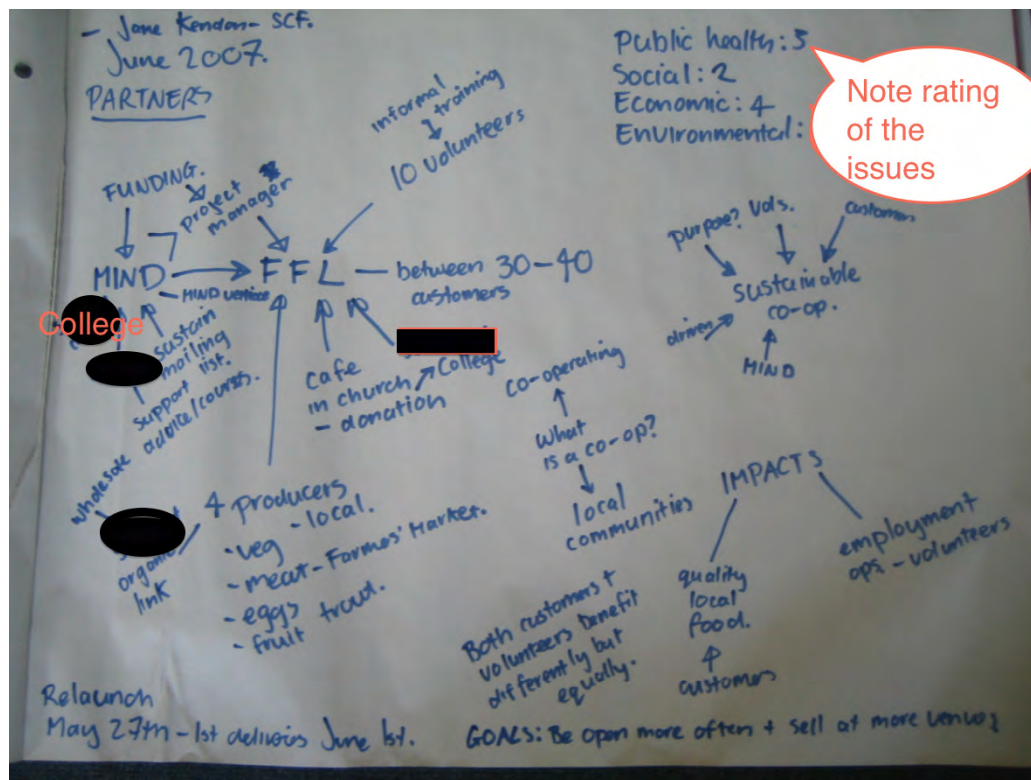 - Jane Kendon - SCF.
June 2007.
PARTNERS
Public health: 3
Social: 2
Economic: 4
Environmental:
Note rating
of the
issues
informal
training
10 volunteers
FUNDING.
project
manager
MIND
FFL
MIND
between 30-40
customers
College
sustain
mailing
list.
support
advice/courses.
cafe
in church
- donation
College
purpose?
vols.
customers
sustainable
co-op.
driven
MIND
co-operating
what
is a co-op?
local
communities
IMPACTS
quality
local
food.
customers
employment
ops. - volunteers
wholesale
organic
link
4 producers
- local.
- veg
- meat - Farmes' Market.
- eggs
- fruit
trout.
Both customers +
volunteers benefit
differently but
equally.
Relaunch
May 27th - 1st deliveries June 1st.
GOALS: Be open more often + sell at more venues